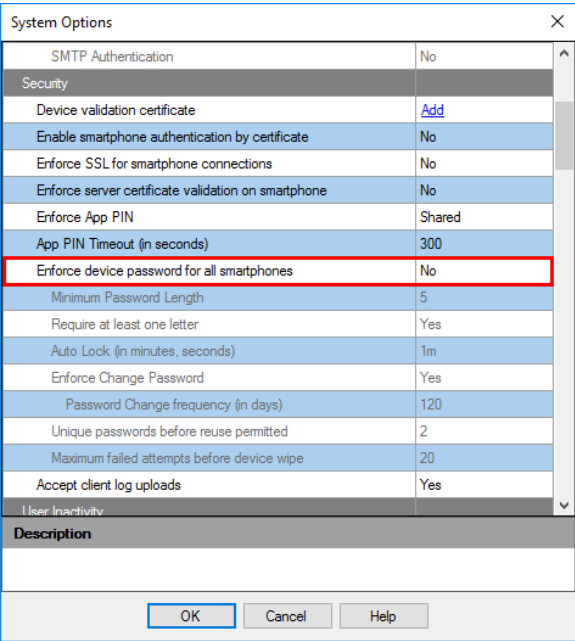 System Options
SMTP Authentication No
Security
Device validation certificate Add
Enable smartphone authentication by certificate No
Enforce SSL for smartphone connections No
Enforce server certificate validation on smartphone No
Enforce App PIN Shared
App PIN Timeout (in seconds) 300
Enforce device password for all smartphones No
Minimum Password Length 5
Require at least one letter Yes
Auto Lock (in minutes, seconds) 1m
Enforce Change Password Yes
Password Change frequency (in days) 120
Unique passwords before reuse permitted 2
Maximum failed attempts before device wipe 20
Accept client log uploads Yes
User Inactivity
Description
OK Cancel Help